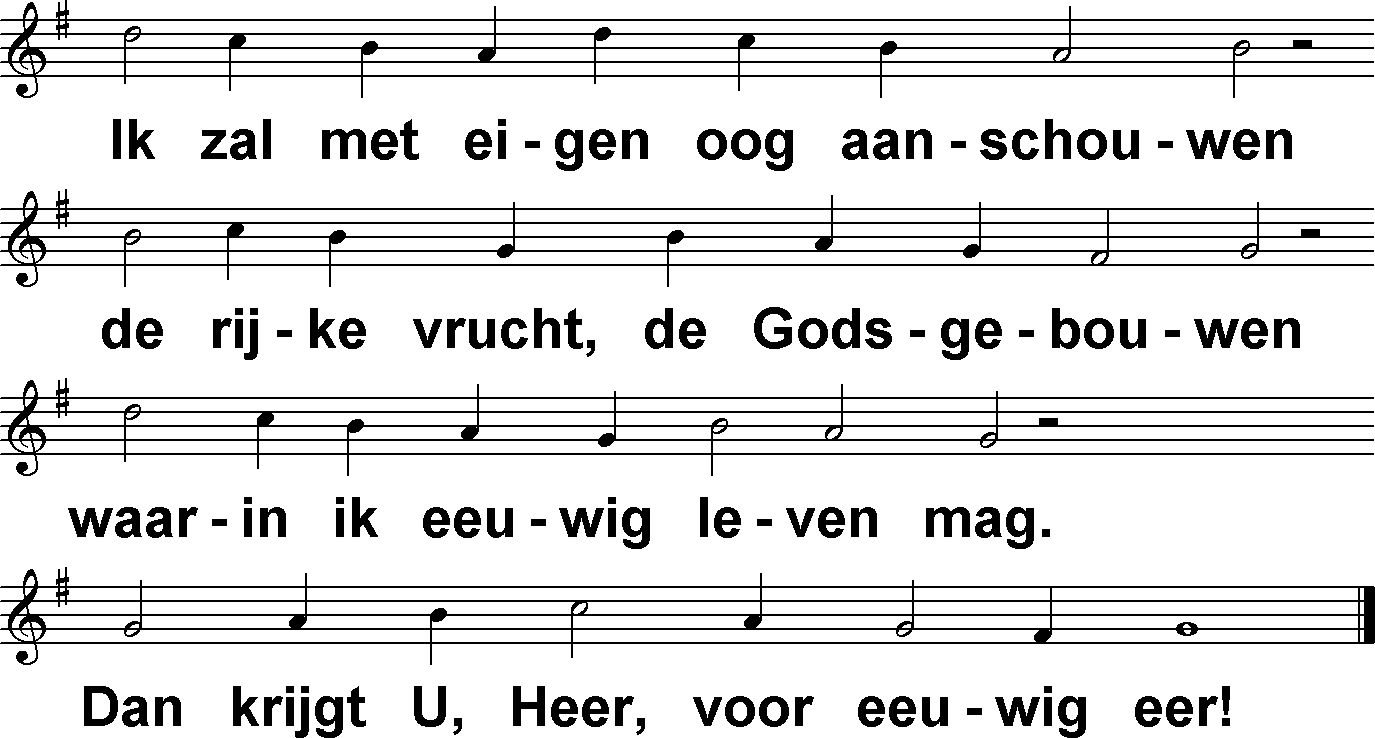 Ik zal met ei - gen oog aan - schou - wen
de rij - ke vrucht, de Gods - ge - bou - wen
waar - in ik eeu - wig le - ven mag.
Dan krijgt U, Heer, voor eeu - wig eer!